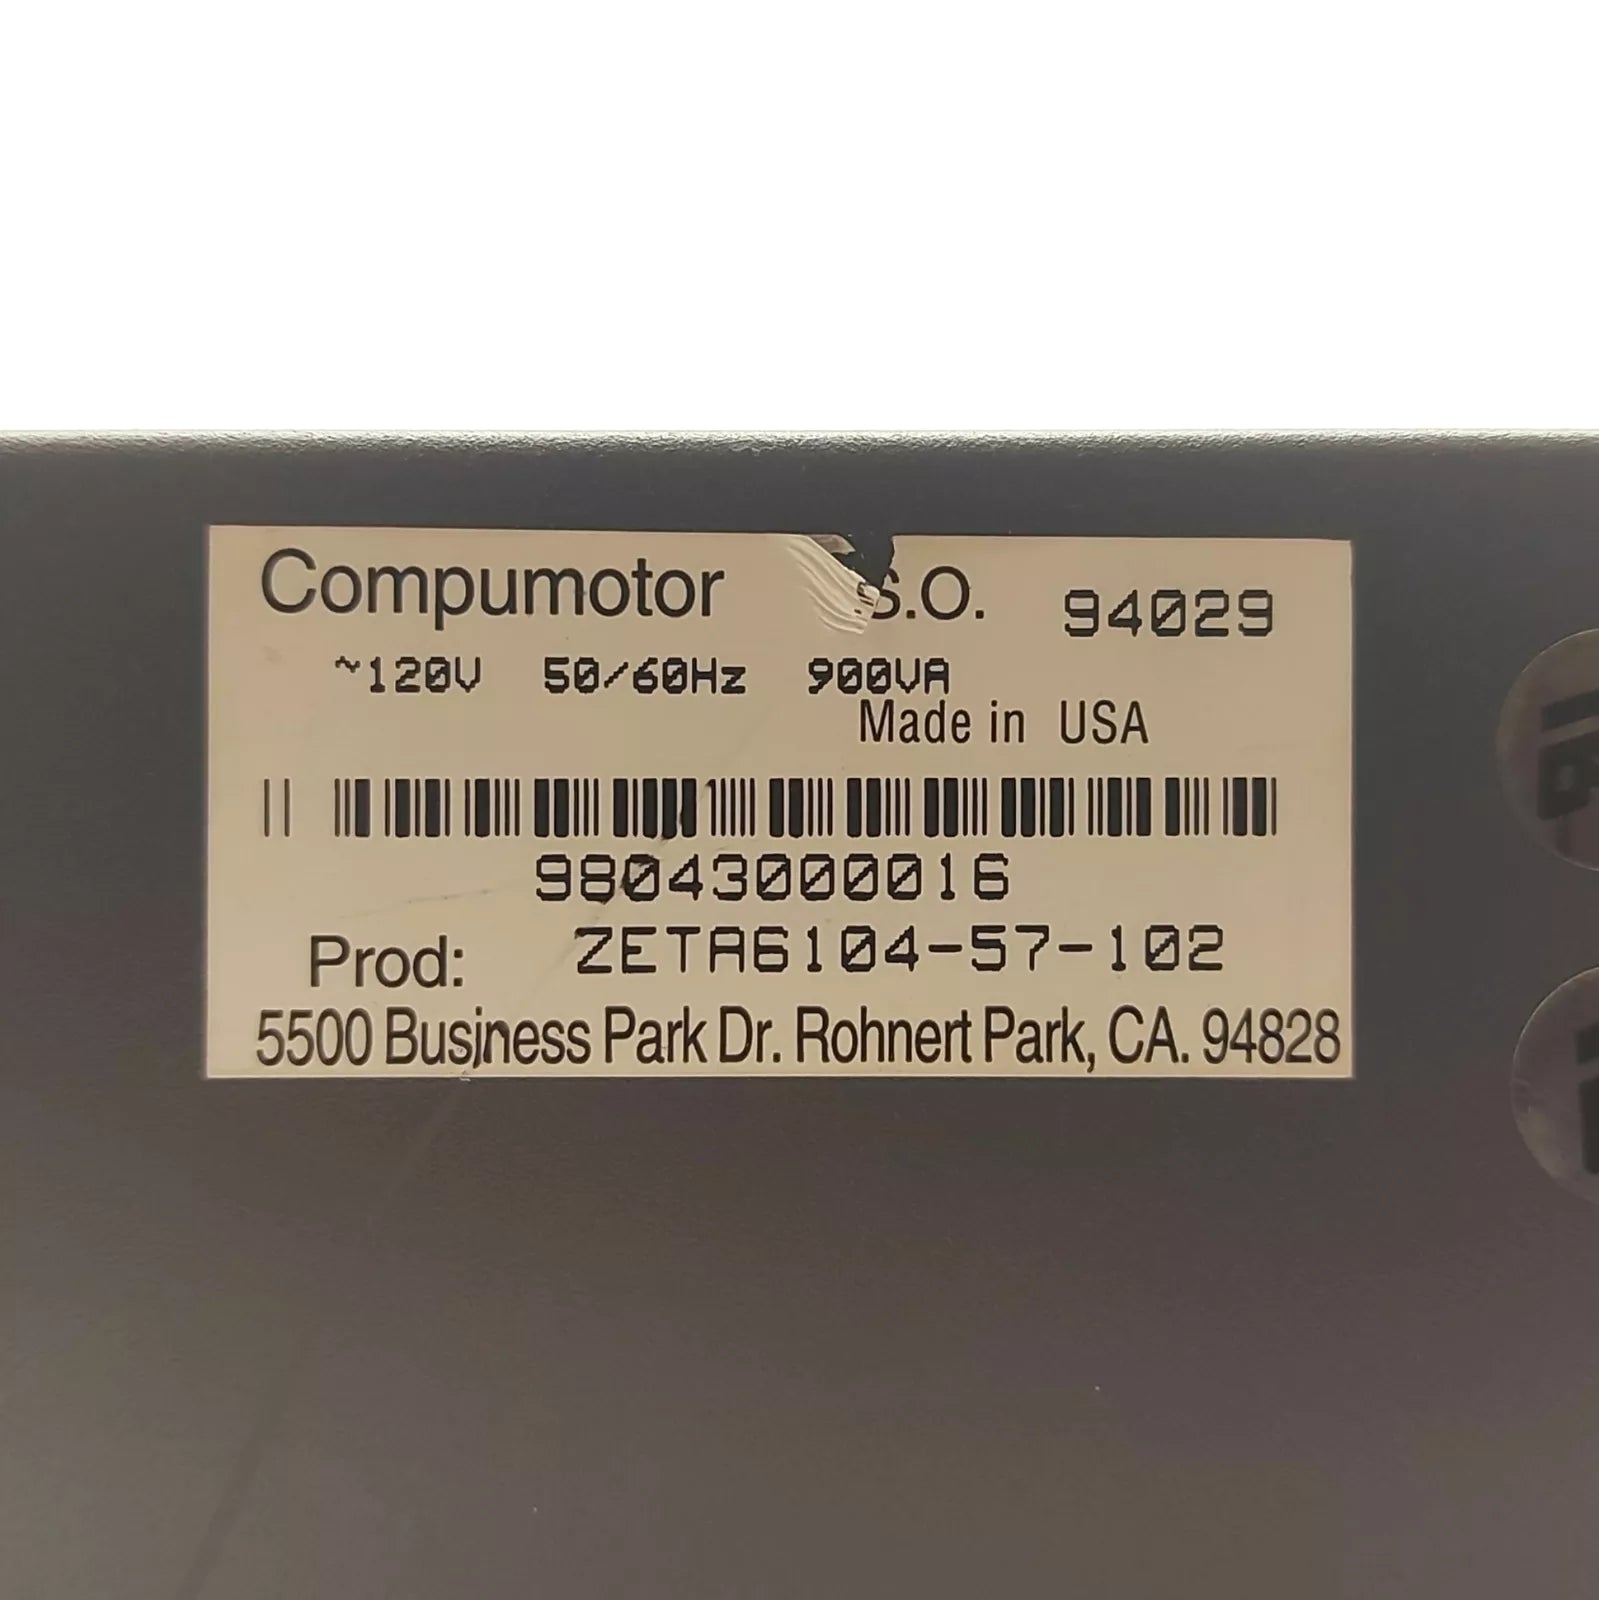 Compumotor S.O. 94029
~120V 50/60Hz 900VA
Made in USA
98043000016
Prod: ZETA6104-57-102
5500 Business Park Dr. Rohnert Park, CA. 94828